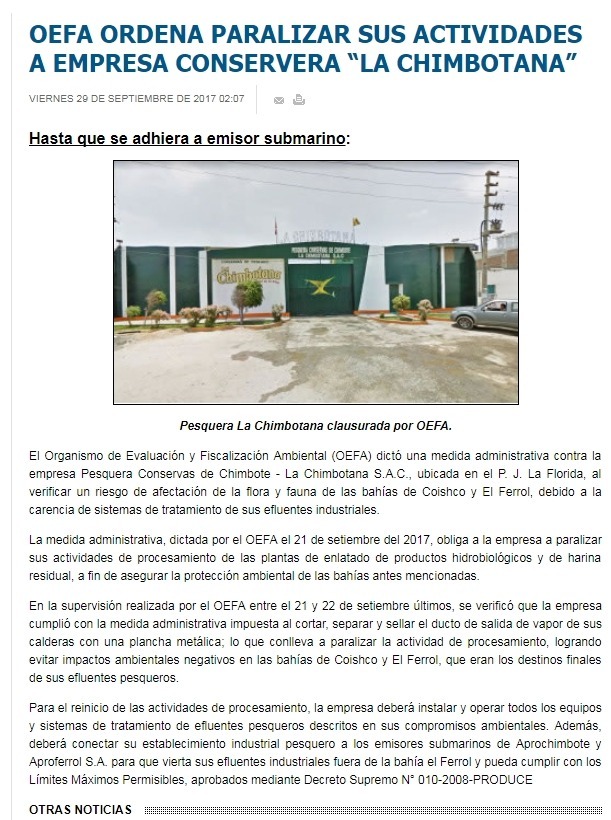 OEFA ORDENA PARALIZAR SUS ACTIVIDADES
A EMPRESA CONSERVERA “LA CHIMBOTANA”
VIERNES 29 DE SEPTIEMBRE DE 2017 02:07
Hasta que se adhiera a emisor submarino:
LA CHIMBOTANA
PESQUERA CONSERVAS DE CHIMBOTE
LA CHIMBOTANA S.A.C
Chimbotana
Pesquera La Chimbotana clausurada por OEFA.
El Organismo de Evaluación y Fiscalización Ambiental (OEFA) dictó una medida administrativa contra la
empresa Pesquera Conservas de Chimbote - La Chimbotana S.A.C., ubicada en el P. J. La Florida, al
verificar un riesgo de afectación de la flora y fauna de las bahías de Coishco y El Ferrol, debido a la
carencia de sistemas de tratamiento de sus efluentes industriales.
La medida administrativa, dictada por el OEFA el 21 de setiembre del 2017, obliga a la empresa a paralizar
sus actividades de procesamiento de las plantas de enlatado de productos hidrobiológicos y de harina
residual, a fin de asegurar la protección ambiental de las bahías antes mencionadas.
En la supervisión realizada por el OEFA entre el 21 y 22 de setiembre últimos, se verificó que la empresa
cumplió con la medida administrativa impuesta al cortar, separar y sellar el ducto de salida de vapor de sus
calderas con una plancha metálica; lo que conlleva a paralizar la actividad de procesamiento, logrando
evitar impactos ambientales negativos en las bahías de Coishco y El Ferrol, que eran los destinos finales
de sus efluentes pesqueros.
Para el reinicio de las actividades de procesamiento, la empresa deberá instalar y operar todos los equipos
y sistemas de tratamiento de efluentes pesqueros descritos en sus compromisos ambientales. Además,
deberá conectar su establecimiento industrial pesquero a los emisores submarinos de Aprochimbote y
Aproferrol S.A. para que vierta sus efluentes industriales fuera de la bahía el Ferrol y pueda cumplir con los
Límites Máximos Permisibles, aprobados mediante Decreto Supremo N° 010-2008-PRODUCE
OTRAS NOTICIAS